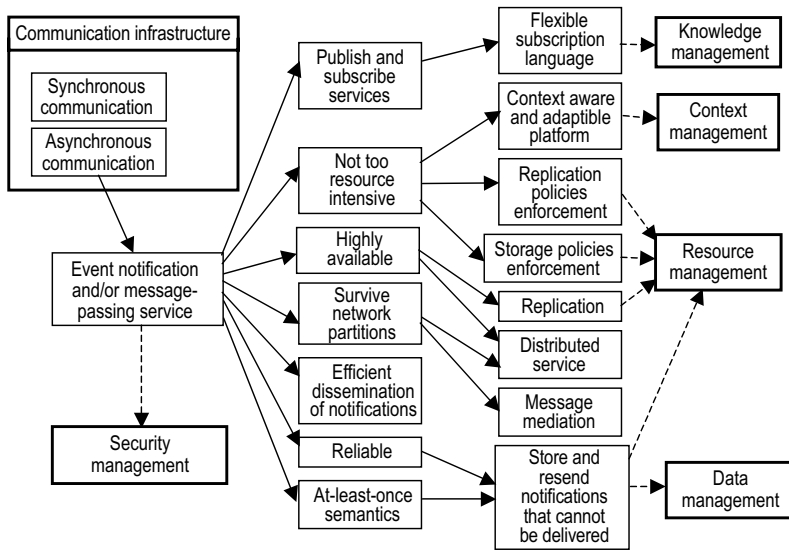 Communication infrastructure
Synchronous
communication
Asynchronous
communication
Event notification
and/or message-
passing service
Security
management
Publish and
subscribe
services
Not too
resource
intensive
Highly
available
Survive
network
partitions
Efficient
dissemination
of notifications
Reliable
At-least-once
semantics
Flexible
subscription
language
Context aware
and adaptible
platform
Replication
policies
enforcement
Storage policies
enforcement
Replication
Distributed
service
Message
mediation
Store and
resend
notifications
that cannot
be delivered
Knowledge
management
Context
management
Resource
management
Data
management